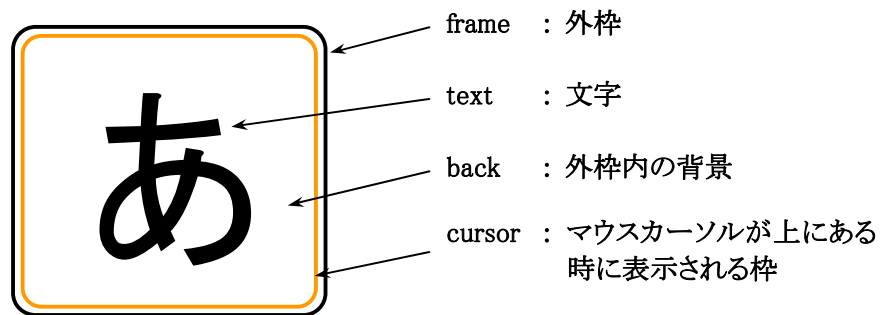 あ
frame : 外枠
text : 文字
back : 外枠内の背景
cursor : マウスカーソルが上にある
時に表示される枠